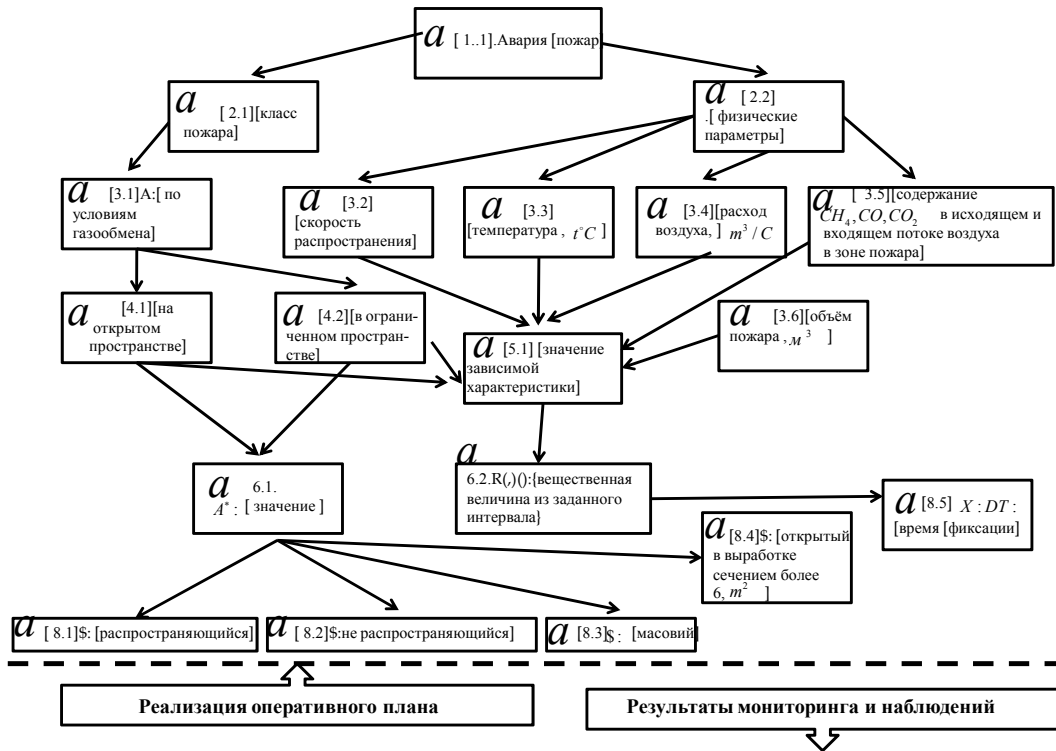 a [ 1..1].Авария [пожар
a [ 2.1][класс
пожара]
a [ 2.2]
.[ физические
параметры]
a [3.1]А:[ по
условиям
газообмена]
a [3.2]
[скорость
распространения]
a [3.3]
[температура , t°C ]
a [3.4][расход
воздуха, ] m³ / C
a [ 3.5][содержание
CH₄,CO,CO₂ в исходящем и
входящем потоке воздуха
в зоне пожара]
a [4.1][на
открытом
пространстве]
a [4.2][в ограни-
ченном простран-
стве]
a [5.1] [значение
зависимой
характеристики]
a [3.6][объём
пожара ,м ³ ]
a 6.1.
A* : [ значение ]
a
6.2.R(,)():{вещественная
величина из заданного
интервала}
a [8.5] X : DT :
[время [фиксации]
a [8.4]$: [открытый
в выработке
сечением более
6, m² ]
a [ 8.1]$: [распространяющийся]
a [ 8.2]$:не распространяющийся]
a [8.3]$ : [масовий]
Реализация оперативного плана
Результаты мониторинга и наблюдений